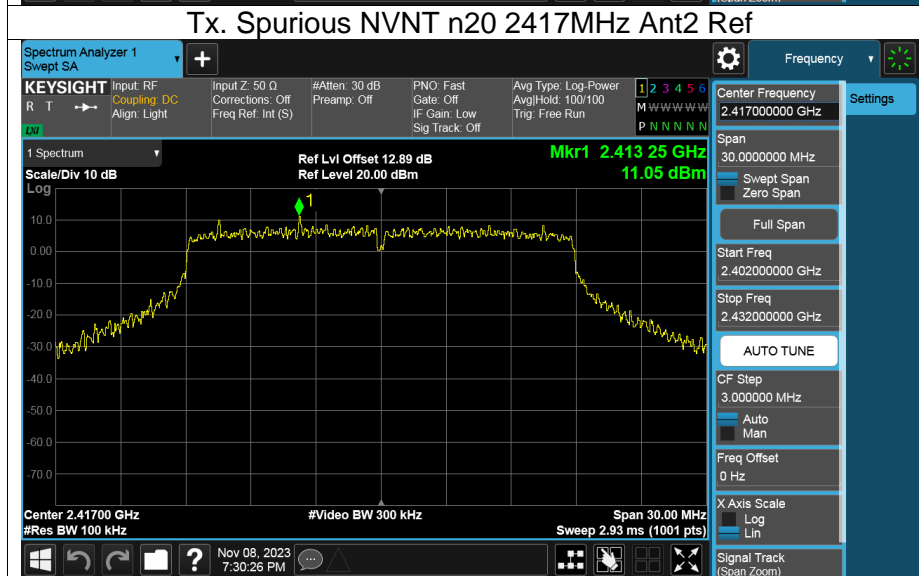 (Span Zoom)
Tx. Spurious NVNT n20 2417MHz Ant2 Ref
Spectrum Analyzer 1
Swept SA
+
Frequency
KEYSIGHT
R T
LXI
Input: RF
Coupling: DC
Align: Light
Input Z: 50 Ω
Corrections: Off
Freq Ref: Int (S)
#Atten: 30 dB
Preamp: Off
PNO: Fast
Gate: Off
IF Gain: Low
Sig Track: Off
Avg Type: Log-Power
Avg|Hold: 100/100
Trig: Free Run
1 2 3 4 5 6
M W W W W W
P N N N N N
1 Spectrum
Scale/Div 10 dB
Log
Ref Lvl Offset 12.89 dB
Ref Level 20.00 dBm
Mkr1 2.413 25 GHz
11.05 dBm
1
10.0
0.00
-10.0
-20.0
-30.0
-40.0
-50.0
-60.0
-70.0
Center 2.41700 GHz
#Res BW 100 kHz
#Video BW 300 kHz
Span 30.00 MHz
Sweep 2.93 ms (1001 pts)
Center Frequency
2.417000000 GHz
Settings
Span
30.0000000 MHz
Swept Span
Zero Span
Full Span
Start Freq
2.402000000 GHz
Stop Freq
2.432000000 GHz
AUTO TUNE
CF Step
3.000000 MHz
Auto
Man
Freq Offset
0 Hz
X Axis Scale
Log
Lin
Signal Track
(Span Zoom)
?
Nov 08, 2023
7:30:26 PM